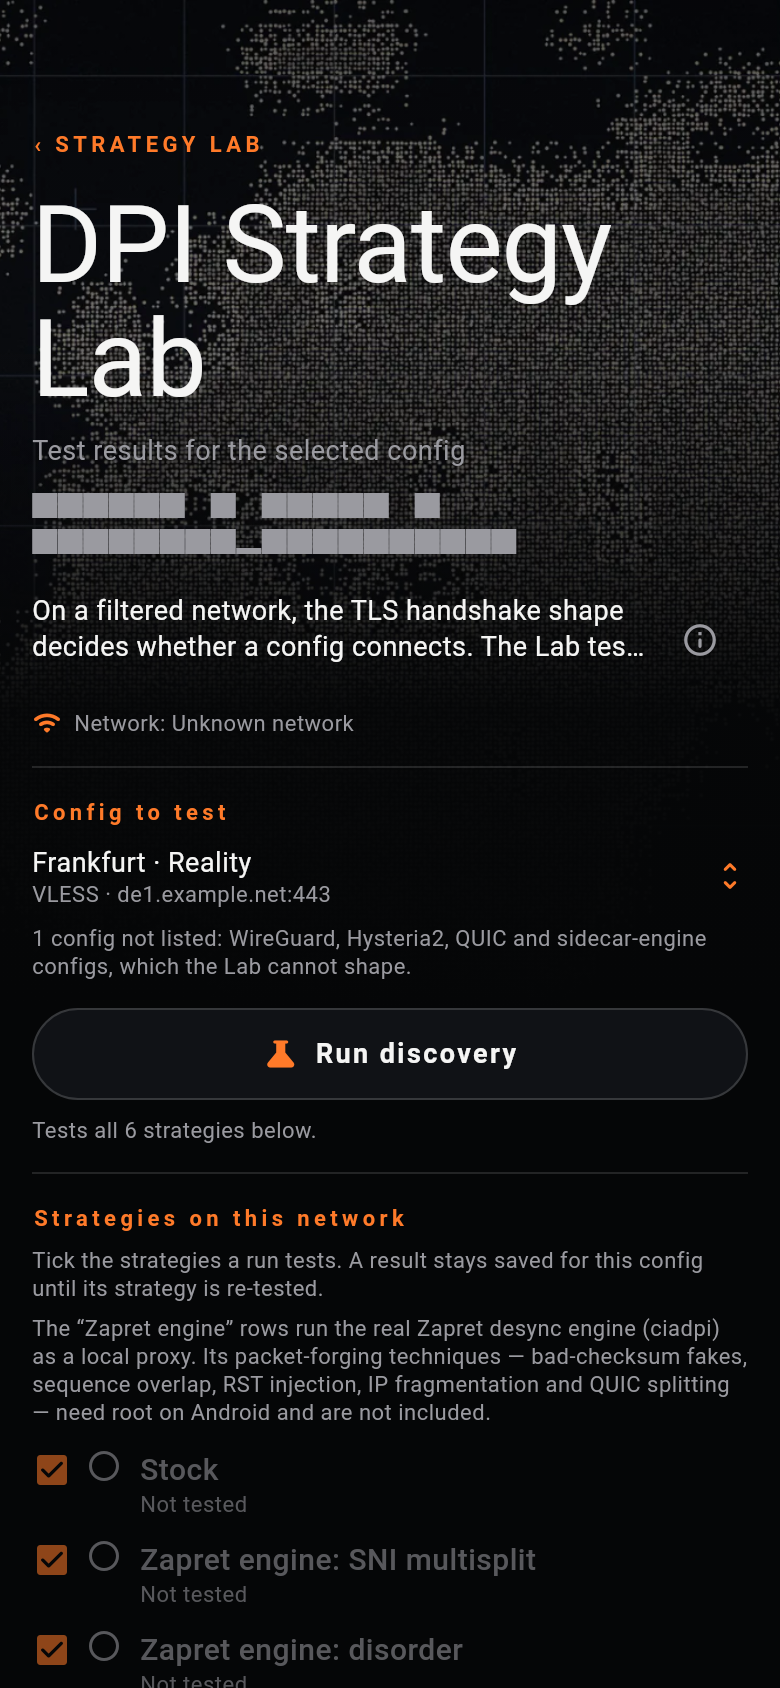 ‹ STRATEGY LAB
DPI Strategy
Lab
Test results for the selected config
On a filtered network, the TLS handshake shape
decides whether a config connects. The Lab tes…
Network: Unknown network
Config to test
Frankfurt · Reality
VLESS · de1.example.net:443
1 config not listed: WireGuard, Hysteria2, QUIC and sidecar-engine
configs, which the Lab cannot shape.
Run discovery
Tests all 6 strategies below.
Strategies on this network
Tick the strategies a run tests. A result stays saved for this config
until its strategy is re-tested.
The “Zapret engine” rows run the real Zapret desync engine (ciadpi)
as a local proxy. Its packet-forging techniques — bad-checksum fakes,
sequence overlap, RST injection, IP fragmentation and QUIC splitting
— need root on Android and are not included.
Stock
Not tested
Zapret engine: SNI multisplit
Not tested
Zapret engine: disorder
Not tested